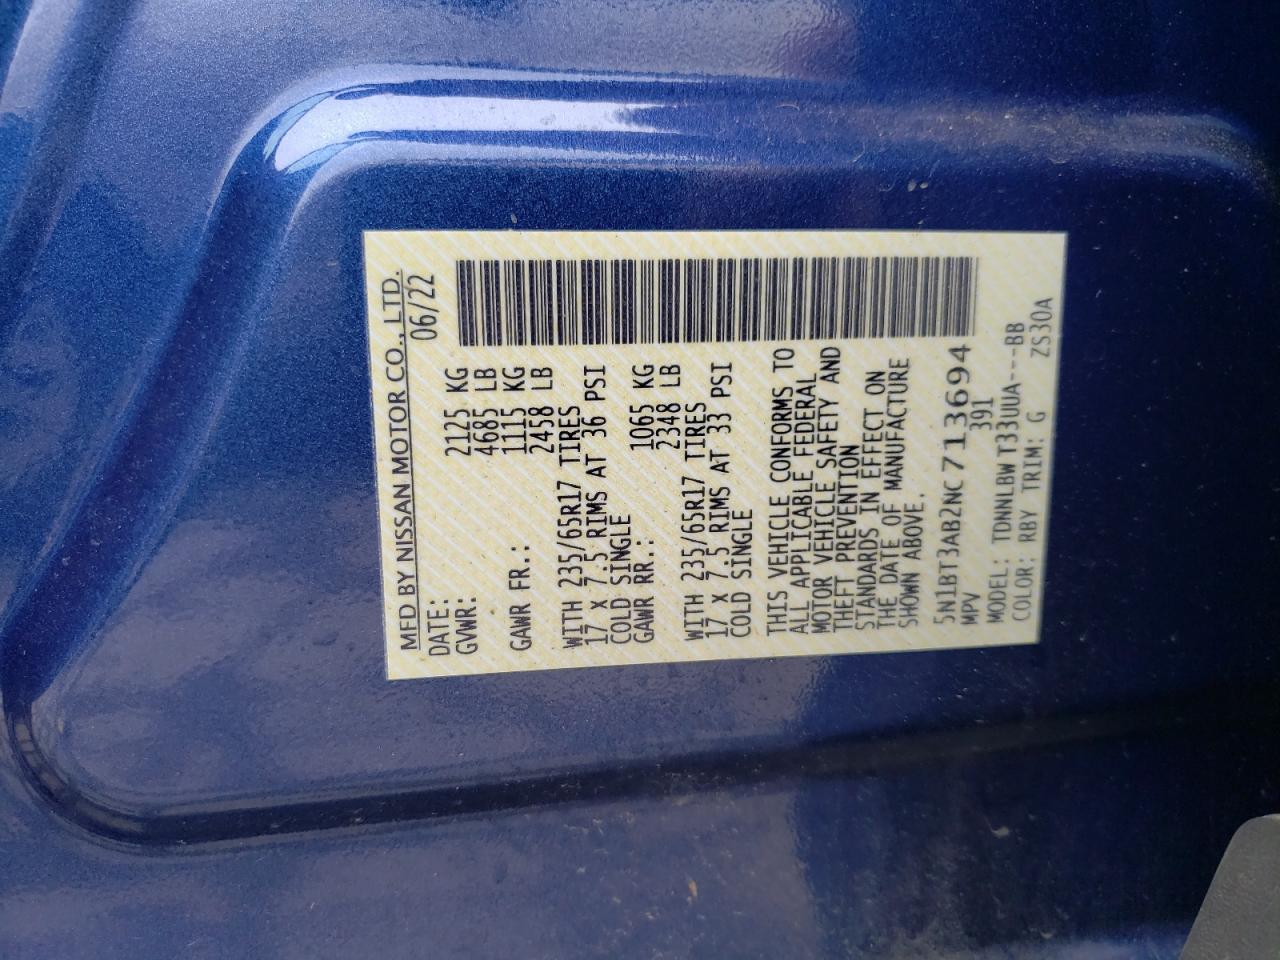 MFD BY NISSAN MOTOR CO., LTD.
DATE: 06/22
GVWR: 2125 KG
4685 LB
GAWR FR.: 1115 KG
2458 LB
WITH 235/65R17 TIRES
17 x 7.5 RIMS AT 36 PSI
COLD SINGLE
GAWR RR.: 1065 KG
2348 LB
WITH 235/65R17 TIRES
17 x 7.5 RIMS AT 33 PSI
COLD SINGLE
THIS VEHICLE CONFORMS TO
ALL APPLICABLE FEDERAL
MOTOR VEHICLE SAFETY AND
THEFT PREVENTION
STANDARDS IN EFFECT ON
THE DATE OF MANUFACTURE
SHOWN ABOVE.
5N1BT3AB2NC713694
MPV 391
MODEL: TDNNLBW T33UUA---BB
COLOR: RBY TRIM: G ZS30A